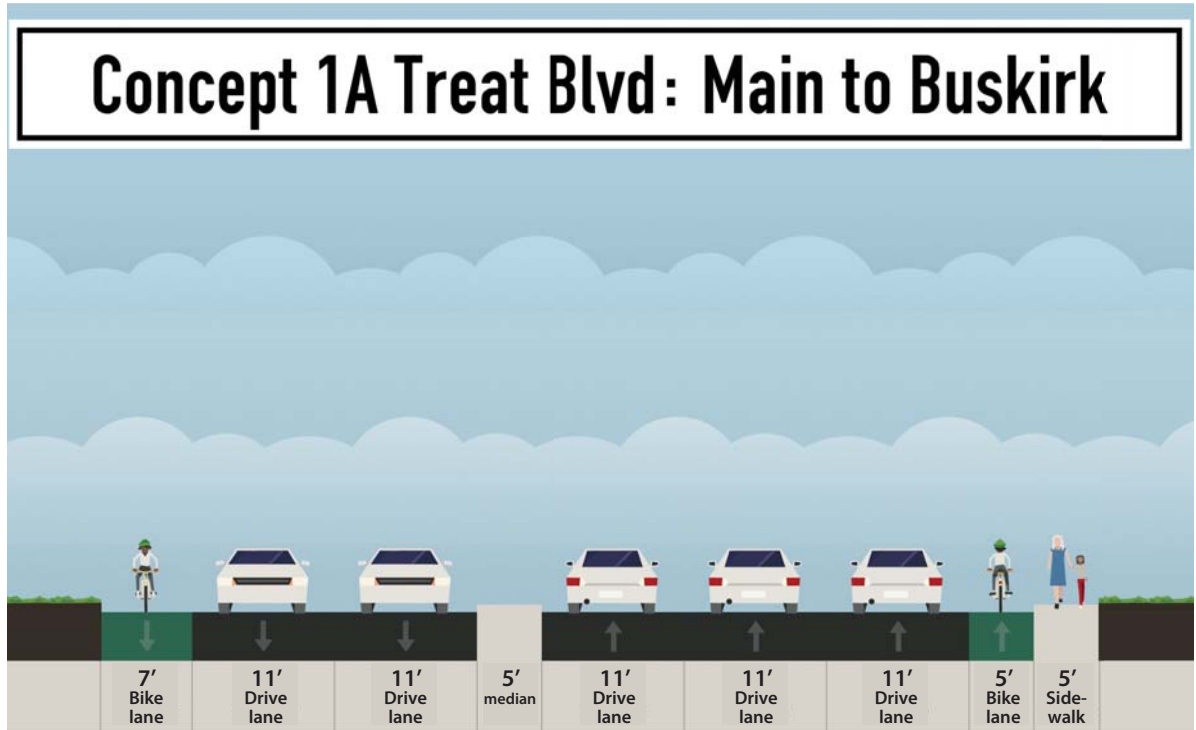 Concept 1A Treat Blvd: Main to Buskirk
7′
Bike
lane
11′
Drive
lane
11′
Drive
lane
5′
median
11′
Drive
lane
11′
Drive
lane
11′
Drive
lane
5′
Bike
lane
5′
Side-
walk